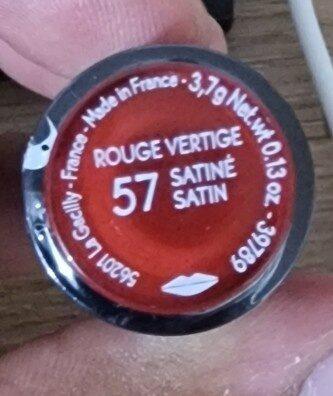 56201 La Gacilly - France - Made in France - 3,7g Net.wt 0.13 oz - 39789
ROUGE VERTIGE
57 SATINÉ
SATIN